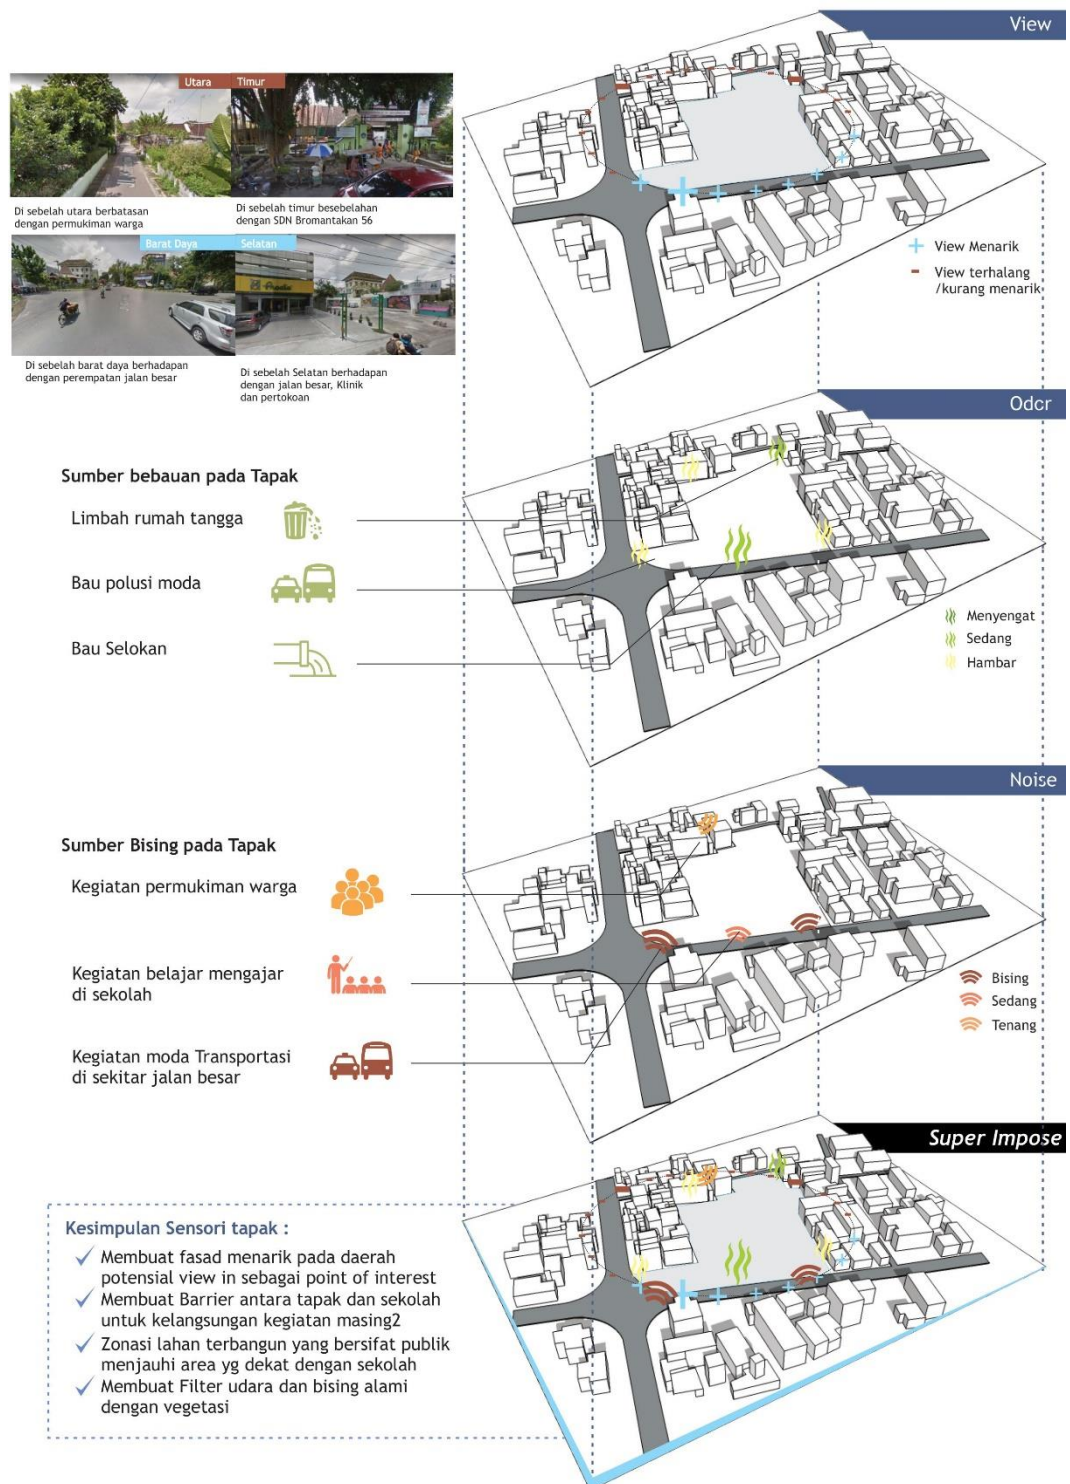 View
Utara
Timur
Di sebelah utara berbatasan
dengan permukiman warga
Di sebelah timur besebelahan
dengan SDN Bromantakan 56
Barat Daya
Selatan
Di sebelah barat daya berhadapan
dengan perempatan jalan besar
Di sebelah Selatan berhadapan
dengan jalan besar, Klinik
dan pertokoan
View Menarik
View terhalang
/kurang menarik
Odcr
Sumber bebauan pada Tapak
Limbah rumah tangga
Bau polusi moda
Bau Selokan
Menyengat
Sedang
Hambar
Noise
Sumber Bising pada Tapak
Kegiatan permukiman warga
Kegiatan belajar mengajar
di sekolah
Kegiatan moda Transportasi
di sekitar jalan besar
Bising
Sedang
Tenang
Super Impose
Kesimpulan Sensori tapak :
Membuat fasad menarik pada daerah
potensial view in sebagai point of interest
Membuat Barrier antara tapak dan sekolah
untuk kelangsungan kegiatan masing2
Zonasi lahan terbangun yang bersifat publik
menjauhi area yg dekat dengan sekolah
Membuat Filter udara dan bising alami
dengan vegetasi